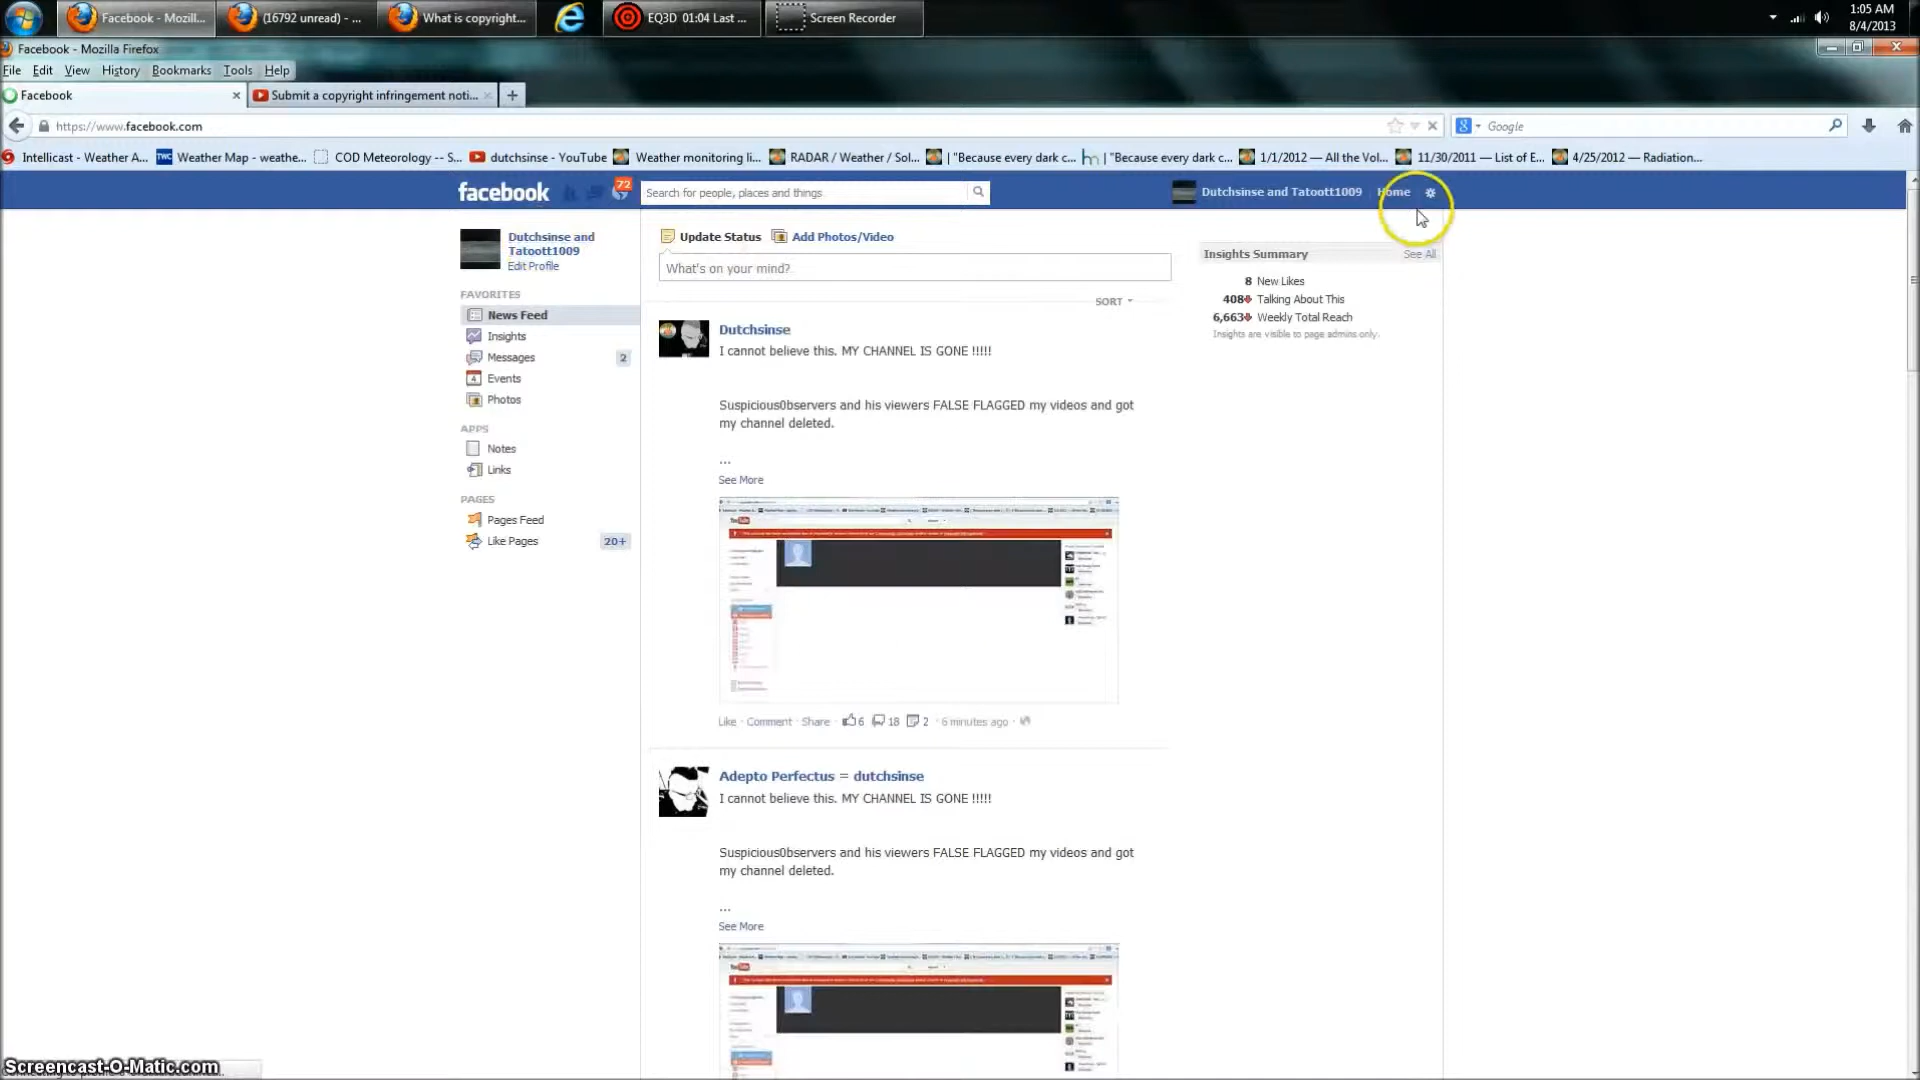 Facebook - Mozill...
(16792 unread) - ...
What is copyright...
EQ3D 01:04 Last ...
Screen Recorder
1:05 AM
8/4/2013
Facebook - Mozilla Firefox
File Edit View History Bookmarks Tools Help
Facebook
Submit a copyright infringement noti...
https://www.facebook.com
Google
Intellicast - Weather A...
Weather Map - weathe...
COD Meteorology -- S...
dutchsinse - YouTube
Weather monitoring li...
RADAR / Weather / Sol...
| "Because every dark c...
| "Because every dark c...
1/1/2012 — All the Vol...
11/30/2011 — List of E...
4/25/2012 — Radiation...
facebook
72
Search for people, places and things
Dutchsinse and Tatoott1009
Home
Dutchsinse and
Tatoott1009
Edit Profile
FAVORITES
News Feed
Insights
Messages 2
Events
Photos
APPS
Notes
Links
PAGES
Pages Feed
Like Pages 20+
Update Status Add Photos/Video
What's on your mind?
SORT
Dutchsinse
I cannot believe this. MY CHANNEL IS GONE !!!!!
Suspicious0bservers and his viewers FALSE FLAGGED my videos and got
my channel deleted.
...
See More
Like · Comment · Share · 6 18 2 · 6 minutes ago ·
Adepto Perfectus = dutchsinse
I cannot believe this. MY CHANNEL IS GONE !!!!!
Suspicious0bservers and his viewers FALSE FLAGGED my videos and got
my channel deleted.
...
See More
Insights Summary See All
8 New Likes
408 Talking About This
6,663 Weekly Total Reach
Insights are visible to page admins only.
Screencast-O-Matic.com